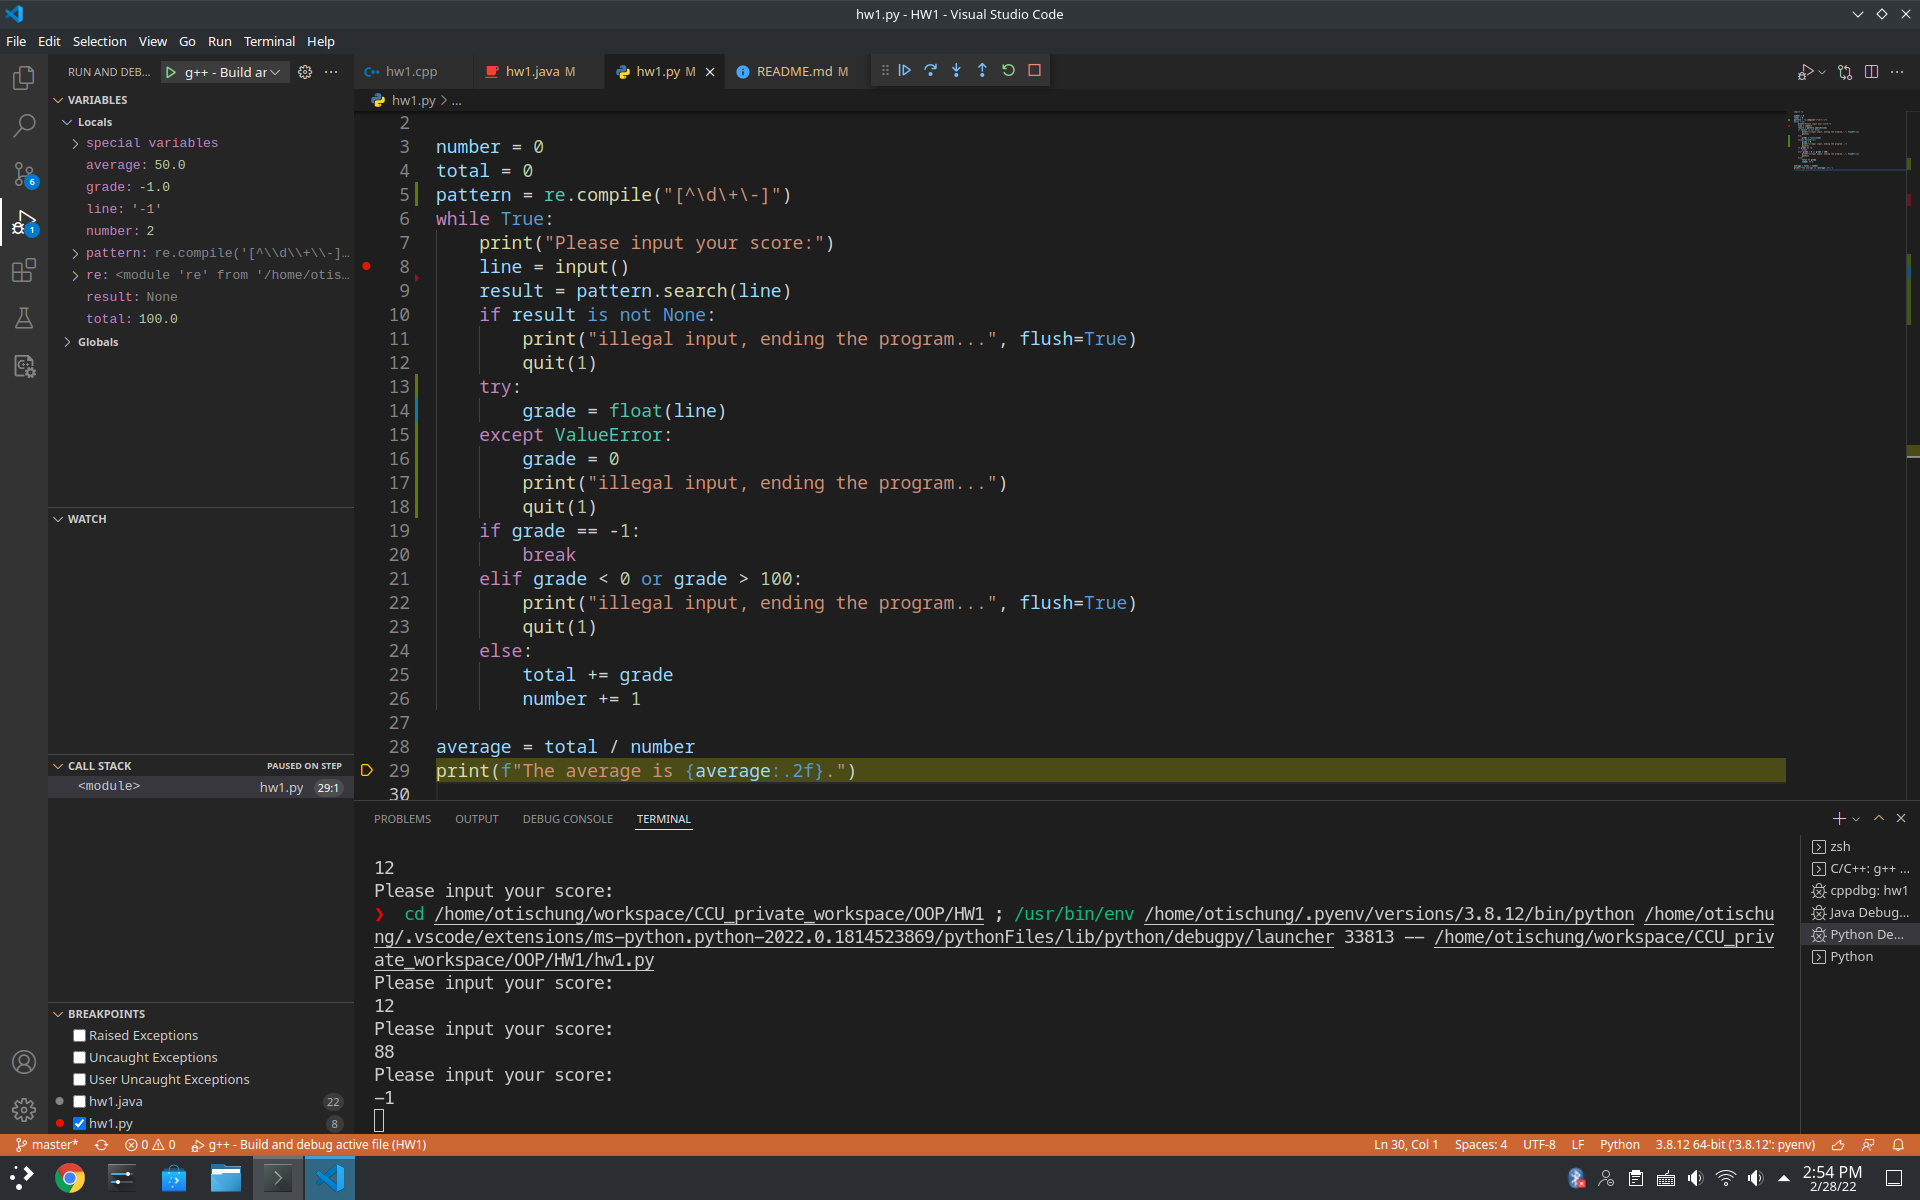 hw1.py - HW1 - Visual Studio Code
File Edit Selection View Go Run Terminal Help
RUN AND DEB... g++ - Build ar
hw1.cpp hw1.java M hw1.py M README.md M
hw1.py > ...
VARIABLES
Locals
special variables
average: 50.0
grade: -1.0
line: '-1'
number: 2
pattern: re.compile('[^\\d\\+\\-]...
re: <module 're' from '/home/otis...
result: None
total: 100.0
Globals
WATCH
CALL STACK PAUSED ON STEP
<module> hw1.py 29:1
BREAKPOINTS
Raised Exceptions
Uncaught Exceptions
User Uncaught Exceptions
hw1.java 22
hw1.py 8
6
1
2
3 number = 0
4 total = 0
5 pattern = re.compile("[^\d\+\-]")
6 while True:
7 print("Please input your score:")
8 line = input()
9 result = pattern.search(line)
10 if result is not None:
11 print("illegal input, ending the program...", flush=True)
12 quit(1)
13 try:
14 grade = float(line)
15 except ValueError:
16 grade = 0
17 print("illegal input, ending the program...")
18 quit(1)
19 if grade == -1:
20 break
21 elif grade < 0 or grade > 100:
22 print("illegal input, ending the program...", flush=True)
23 quit(1)
24 else:
25 total += grade
26 number += 1
27
28 average = total / number
29 print(f"The average is {average:.2f}.")
30
PROBLEMS OUTPUT DEBUG CONSOLE TERMINAL
12
Please input your score:
❯ cd /home/otischung/workspace/CCU_private_workspace/OOP/HW1 ; /usr/bin/env /home/otischung/.pyenv/versions/3.8.12/bin/python /home/otischu
ng/.vscode/extensions/ms-python.python-2022.0.1814523869/pythonFiles/lib/python/debugpy/launcher 33813 -- /home/otischung/workspace/CCU_priv
ate_workspace/OOP/HW1/hw1.py
Please input your score:
12
Please input your score:
88
Please input your score:
-1
zsh
C/C++: g++ ...
cppdbg: hw1
Java Debug...
Python De...
Python
master* 0 0 g++ - Build and debug active file (HW1) Ln 30, Col 1 Spaces: 4 UTF-8 LF Python 3.8.12 64-bit ('3.8.12': pyenv)
2:54 PM
2/28/22